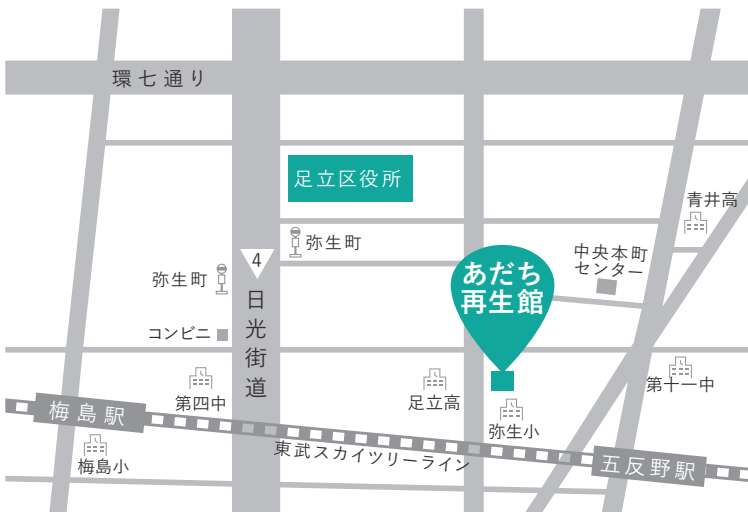 環七通り
足立区役所
青井高
弥生町
中央本町
センター
4
日光街道
弥生町
あだち
再生館
コンビニ
第四中
足立高
第十一中
梅島駅
弥生小
梅島小
東武スカイツリーライン
五反野駅